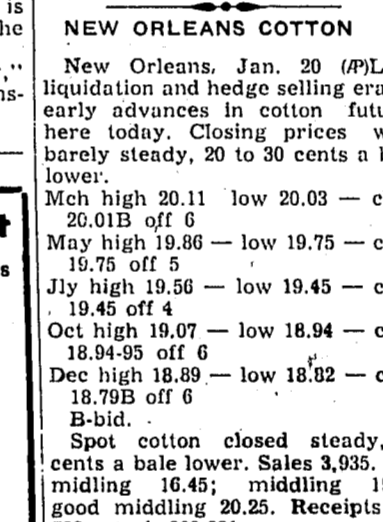 is
he
,"
ns-
t
s
NEW ORLEANS COTTON
New Orleans, Jan. 20 (AP)L
liquidation and hedge selling era
early advances in cotton futu
here today. Closing prices w
barely steady, 20 to 30 cents a b
lower.
Mch high 20.11 low 20.03 — c
20.01B off 6
May high 19.86 — low 19.75 — c
19.75 off 5
Jly high 19.56 — low 19.45 — c
19.45 off 4
Oct high 19.07 — low 18.94 — c
18.94-95 off 6
Dec high 18.89 — low 18.82 — c
18.79B off 6
B-bid.
Spot cotton closed steady,
cents a bale lower. Sales 3,935.
midling 16.45; middling 1
good middling 20.25. Receipts